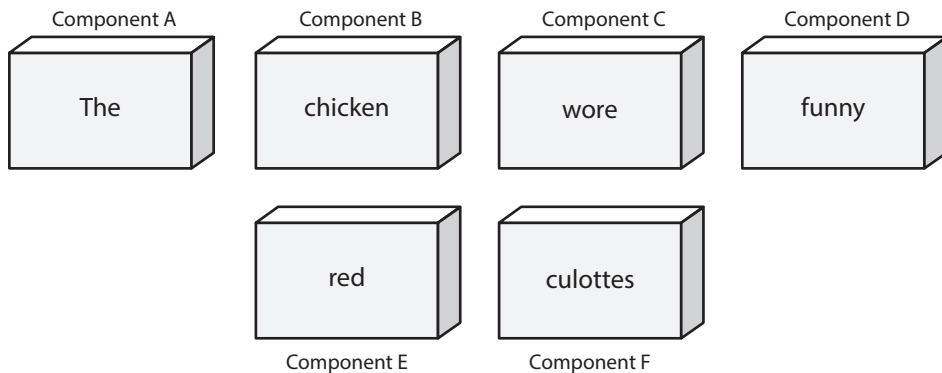 Component A Component B Component C Component D
The chicken wore funny
red culottes
Component E Component F